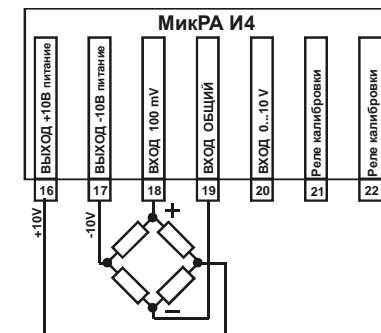 МикРА И4
ВЫХОД +10В питание
ВЫХОД -10В питание
ВХОД 100 mV
ВХОД ОБЩИЙ
ВХОД 0...10 V
Реле калибровки
Реле калибровки
16
17
18
19
20
21
22
+10V
-10V
+
−